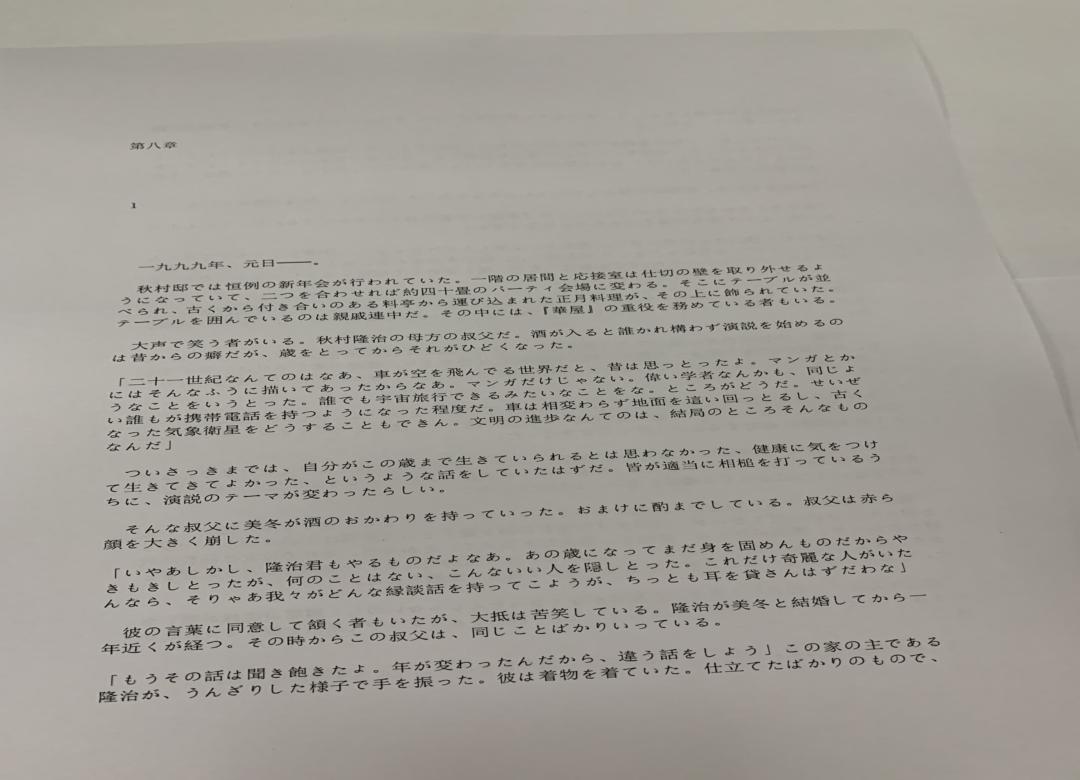 第八章
1
一九九九年、元日――。
秋村邸では恒例の新年会が行われていた。一階の居間と応接室は仕切の壁を取り外せるよ
うになっていて、二つを合わせれば約四十畳のパーティ会場に変わる。そこにテーブルが並
べられ、古くから付き合いのある料亭から運び込まれた正月料理が、その上に飾られていた。
テーブルを囲んでいるのは親戚連中だ。その中には、『華屋』の重役を務めている者もいる。
大声で笑う者がいる。秋村隆治の母方の叔父だ。酒が入ると誰かれ構わず演説を始めるの
は昔からの癖だが、歳をとってからそれがひどくなった。
「二十一世紀なんてのはなあ、車が空を飛んでる世界だと、昔は思っとったよ。マンガとか
にはそんなふうに描いてあったからなあ。マンガだけじゃない。偉い学者なんかも、同じよ
うなことをいうとった。誰でも宇宙旅行できるみたいなことをな。ところがどうだ。せいぜ
い誰もが携帯電話を持つようになった程度だ。車は相変わらず地面を這い回っとるし、古く
なった気象衛星をどうすることもできん。文明の進歩なんてのは、結局のところそんなもの
なんだ」
ついさっきまでは、自分がこの歳まで生きていられるとは思わなかった、健康に気をつけ
て生きてきてよかった、というような話をしていたはずだ。皆が適当に相槌を打っているう
ちに、演説のテーマが変わったらしい。
そんな叔父に美冬が酒のおかわりを持っていった。おまけに酌までしている。叔父は赤ら
顔を大きく崩した。
「いやあしかし、隆治君もやるものだよなあ。あの歳になってまだ身を固めんものだからや
きもきしとったが、何のことはない、こんないい人を隠しとった。これだけ奇麗な人がいた
んなら、そりゃあ我々がどんな縁談話を持ってこようが、ちっとも耳を貸さんはずだわな」
彼の言葉に同意して頷く者もいたが、大抵は苦笑している。隆治が美冬と結婚してから一
年近くが経つ。その時からこの叔父は、同じことばかりいっている。
「もうその話は聞き飽きたよ。年が変わったんだから、違う話をしよう」この家の主である
隆治が、うんざりした様子で手を振った。彼は着物を着ていた。仕立てたばかりのもので、